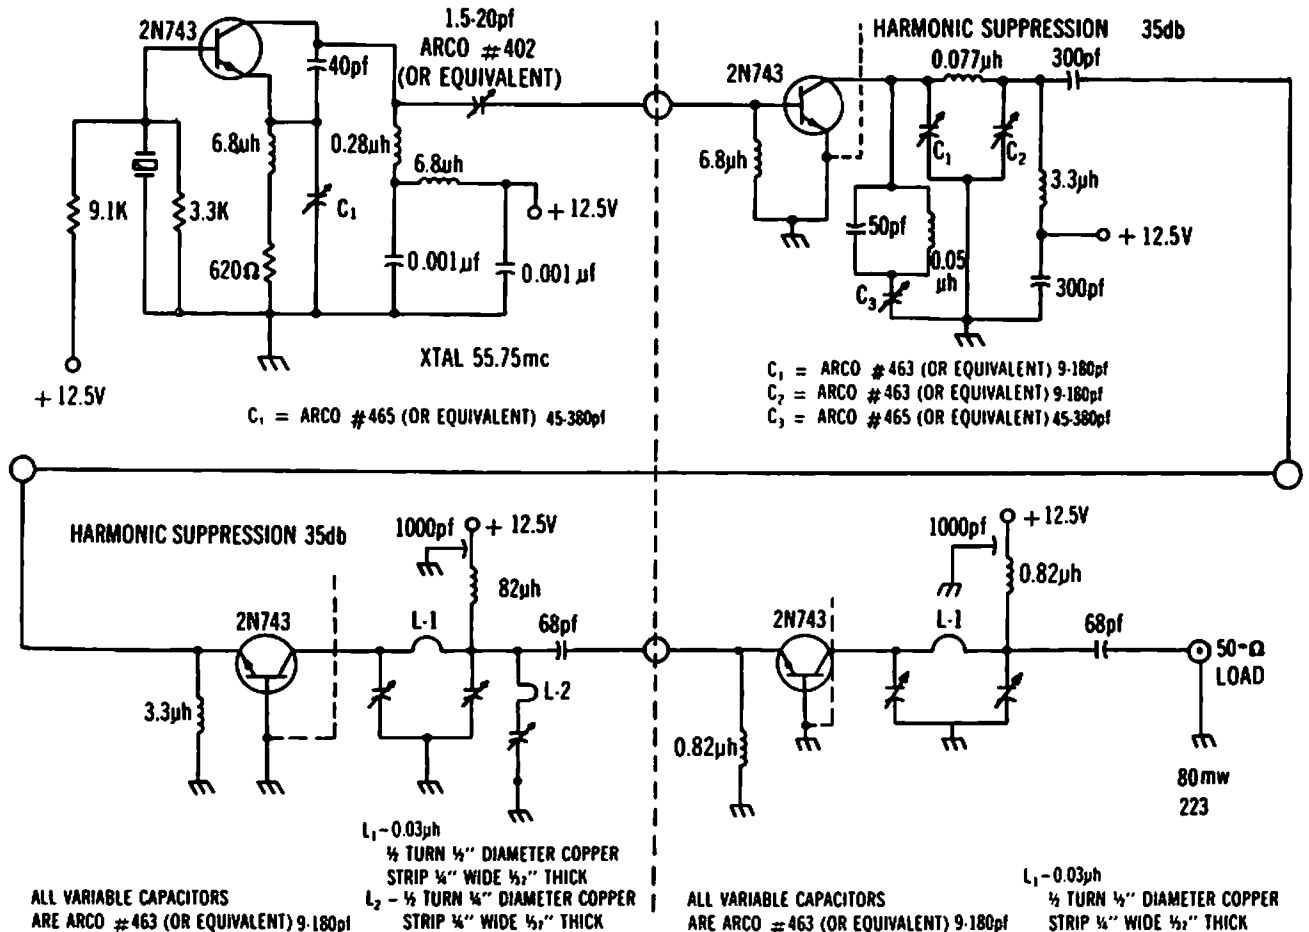 2N743
1.5-20pf
ARCO #402
(OR EQUIVALENT)
40pf
6.8µh
0.28µh
6.8µh
9.1K
3.3K
C₁
+ 12.5V
620Ω
0.001µf
0.001µf
+ 12.5V
XTAL 55.75mc
C₁ = ARCO #465 (OR EQUIVALENT) 45-380pf
HARMONIC SUPPRESSION 35db
2N743
0.077µh
300pf
6.8µh
C₁
C₂
3.3µh
50pf
0.05
µh
+ 12.5V
C₃
300pf
C₁ = ARCO #463 (OR EQUIVALENT) 9-180pf
C₂ = ARCO #463 (OR EQUIVALENT) 9-180pf
C₃ = ARCO #465 (OR EQUIVALENT) 45-380pf
HARMONIC SUPPRESSION 35db
1000pf
+ 12.5V
82µh
2N743
L-1
68pf
L-2
3.3µh
L₁-0.03µh
½ TURN ½" DIAMETER COPPER
STRIP ¼" WIDE 1/32" THICK
L₂ - ½ TURN ¼" DIAMETER COPPER
STRIP ¼" WIDE 1/32" THICK
ALL VARIABLE CAPACITORS
ARE ARCO #463 (OR EQUIVALENT) 9-180pf
1000pf
+ 12.5V
0.82µh
2N743
L-1
68pf
50-Ω
LOAD
0.82µh
80mw
223
ALL VARIABLE CAPACITORS
ARE ARCO #463 (OR EQUIVALENT) 9-180pf
L₁-0.03µh
½ TURN ½" DIAMETER COPPER
STRIP ¼" WIDE 1/32" THICK